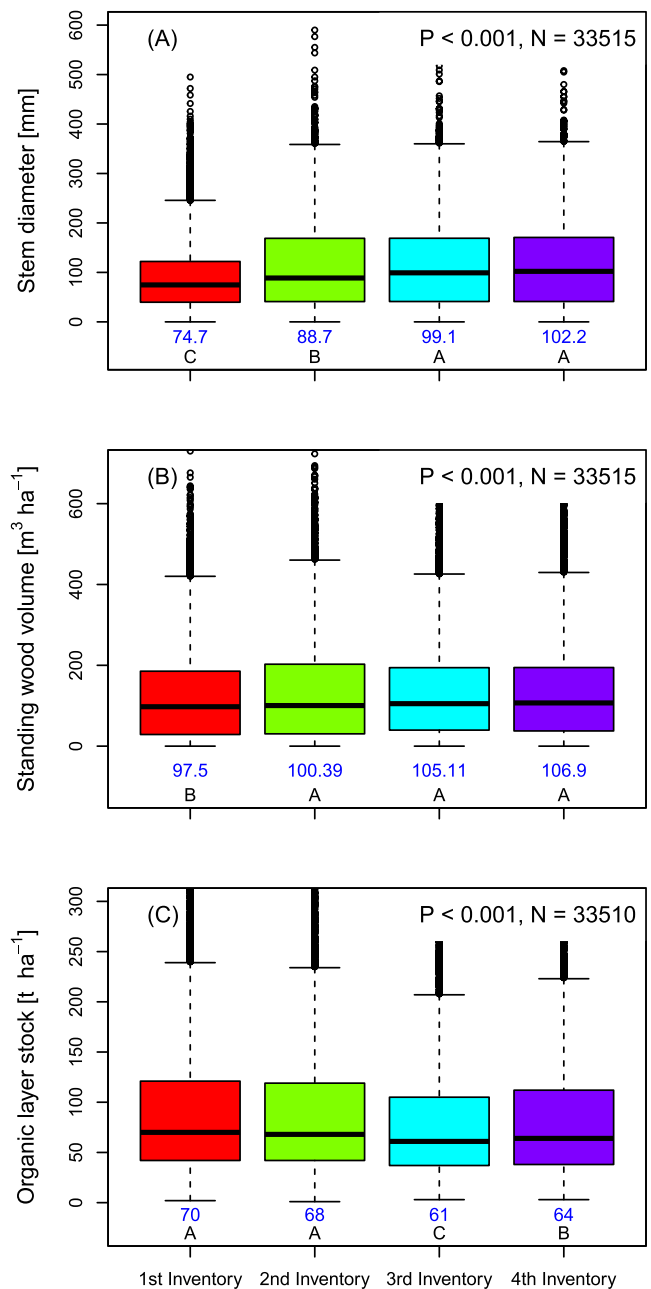 (A) P < 0.001, N = 33515
Stem diameter [mm]
600
500
400
300
200
100
0
74.7 88.7 99.1 102.2
C B A A
(B) P < 0.001, N = 33515
Standing wood volume [m³ ha⁻¹]
600
400
200
0
97.5 100.39 105.11 106.9
B A A A
(C) P < 0.001, N = 33510
Organic layer stock [t ha⁻¹]
300
250
200
150
100
50
0
70 68 61 64
A A C B
1st Inventory 2nd Inventory 3rd Inventory 4th Inventory